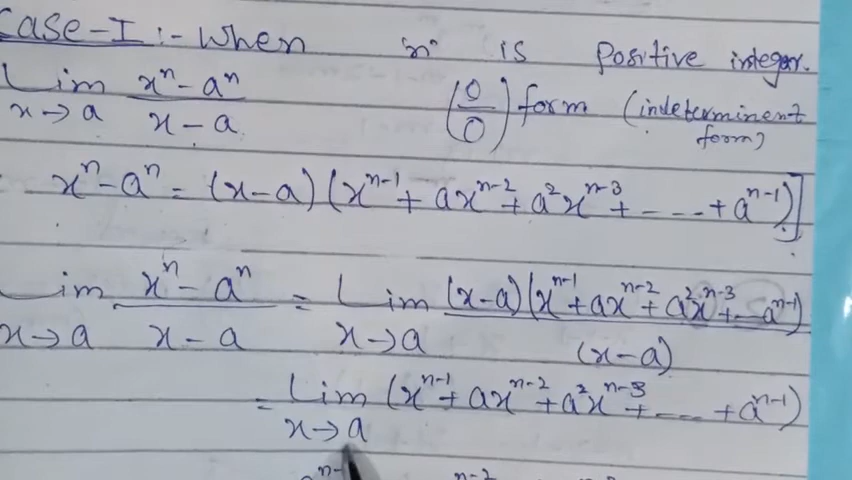 Case-I :- When 'n' is positive integer.
Lim x→a (xⁿ - aⁿ)/(x - a) (0/0) form (indeterminent form)
xⁿ - aⁿ = (x-a)(xⁿ⁻¹ + axⁿ⁻² + a²xⁿ⁻³ + ---- + aⁿ⁻¹)]
Lim x→a (xⁿ - aⁿ)/(x - a) = Lim x→a (x-a)(xⁿ⁻¹ + axⁿ⁻² + a²xⁿ⁻³ + --- aⁿ⁻¹)/(x-a)
= Lim x→a (xⁿ⁻¹ + axⁿ⁻² + a²xⁿ⁻³ + ---- + aⁿ⁻¹)